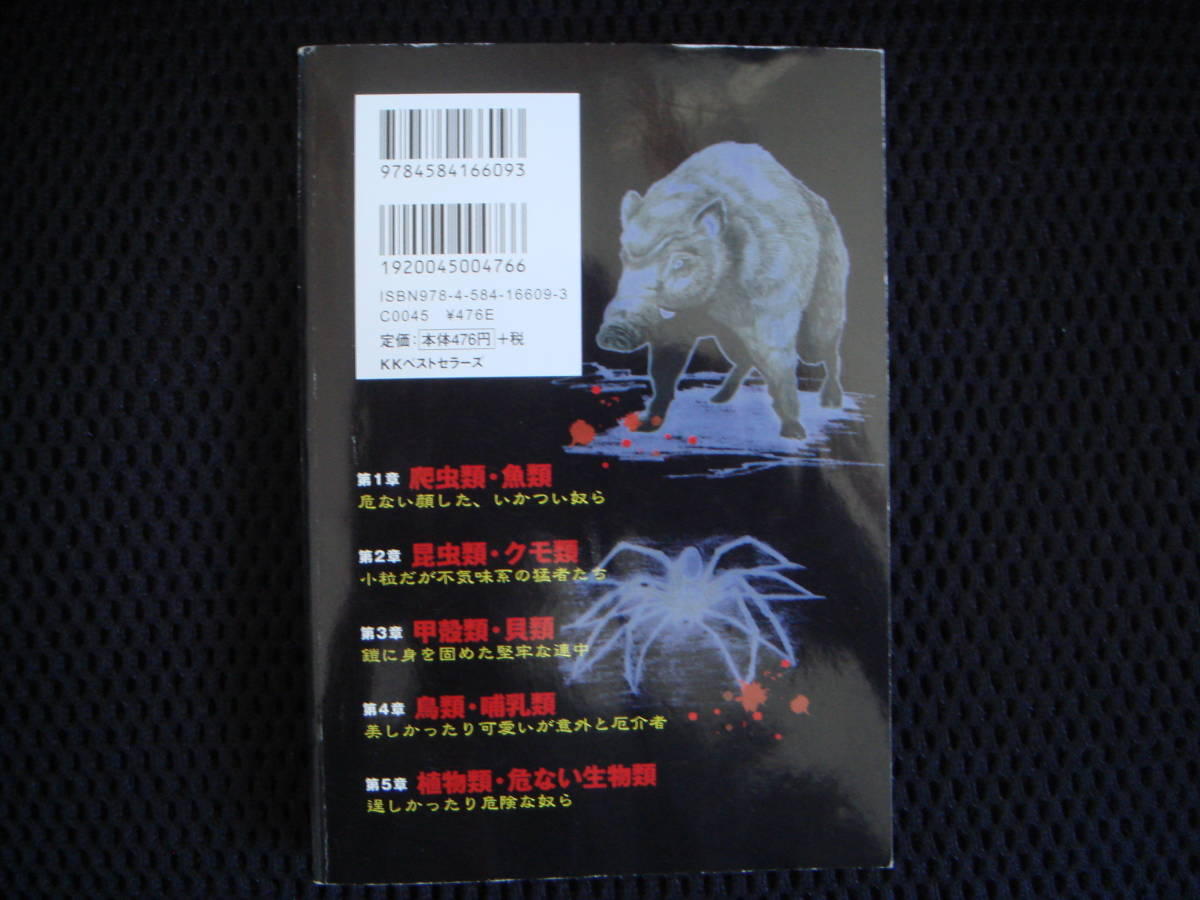 9784584166093
1920045004766
ISBN978-4-584-16609-3
C0045 ¥476E
定価：本体476円＋税
KKベストセラーズ
第1章 爬虫類・魚類
危ない顔した、いかつい奴ら
第2章 昆虫類・クモ類
小粒だが不気味系の猛者たち
第3章 甲殻類・貝類
鎧に身を固めた堅牢な連中
第4章 鳥類・哺乳類
美しかったり可愛いが意外と厄介者
第5章 植物類・危ない生物類
逞しかったり危険な奴ら